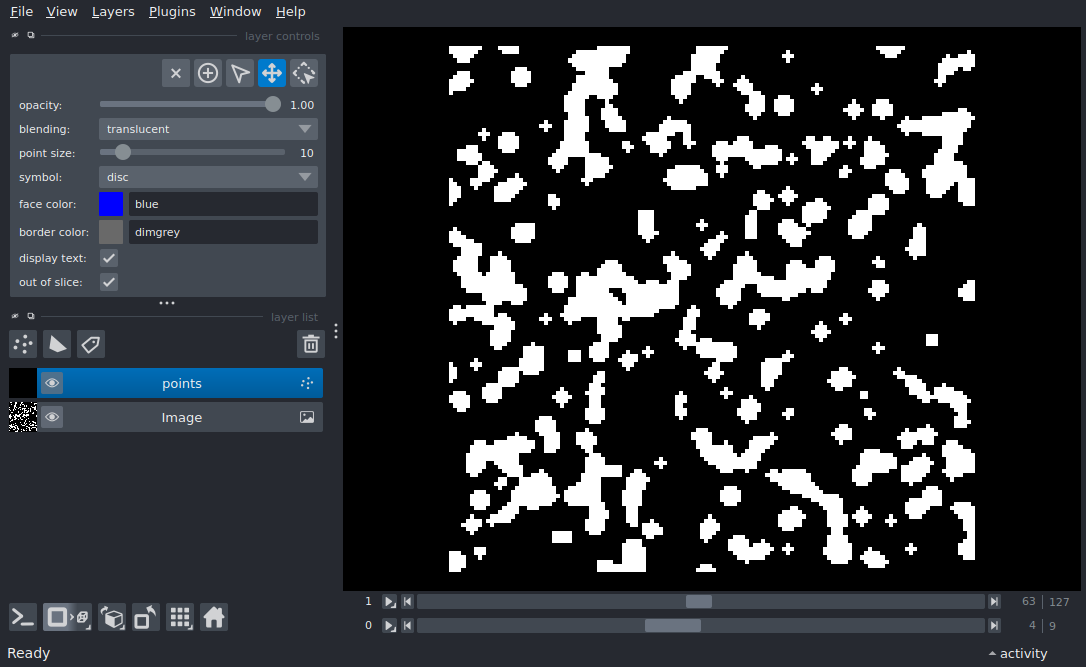 File View Layers Plugins Window Help
layer controls
opacity: 1.00
blending: translucent
point size: 10
symbol: disc
face color: blue
border color: dimgrey
display text:
out of slice:
layer list
points
Image
1 63 | 127
0 4 | 9
Ready activity